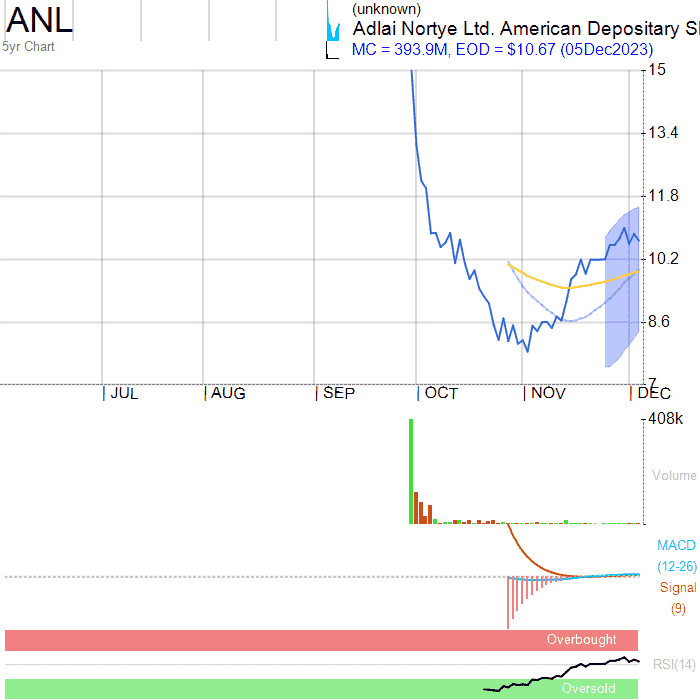 ANL
(unknown)
Adlai Nortye Ltd. American Depositary
5yr Chart
MC = 393.9M, EOD = $10.67 (05Dec2023)
15
13.4
11.8
10.2
8.6
7
JUL AUG SEP OCT NOV DEC
408k
Volume
MACD
(12-26)
Signal
(9)
Overbought
RSI(14)
Oversold